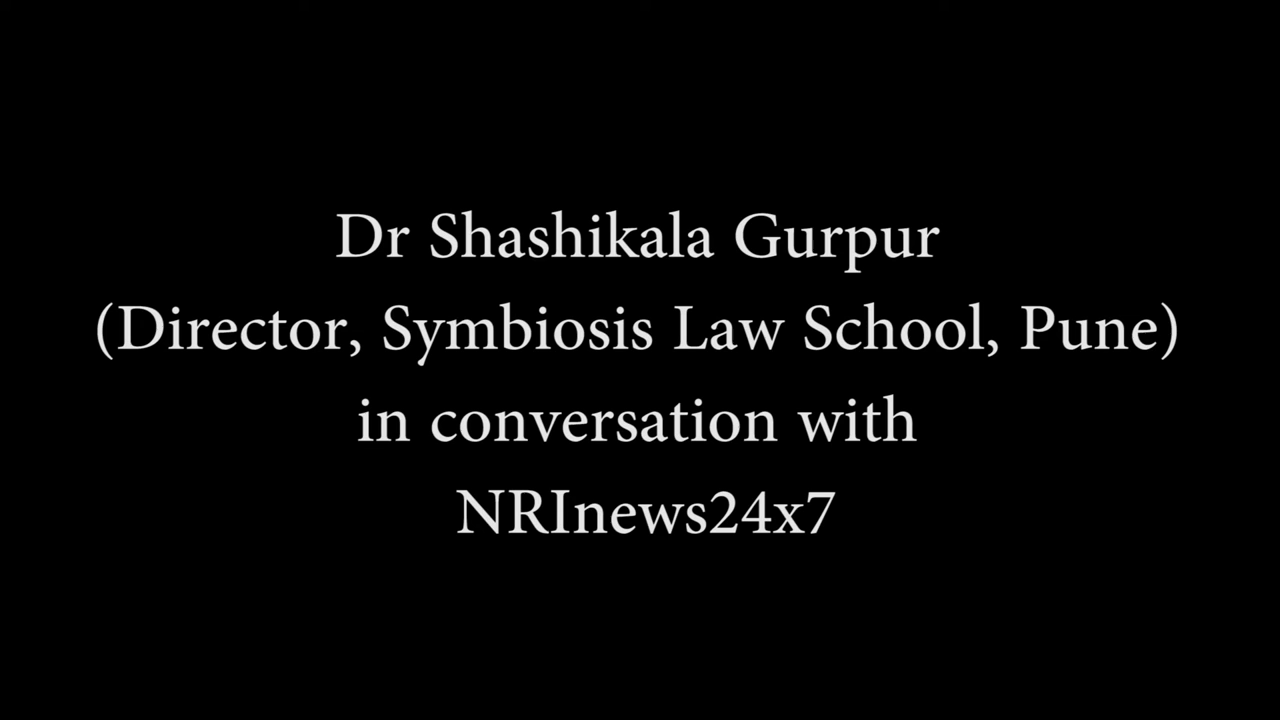 Dr Shashikala Gurpur
(Director, Symbiosis Law School, Pune)
in conversation with
NRInews24x7